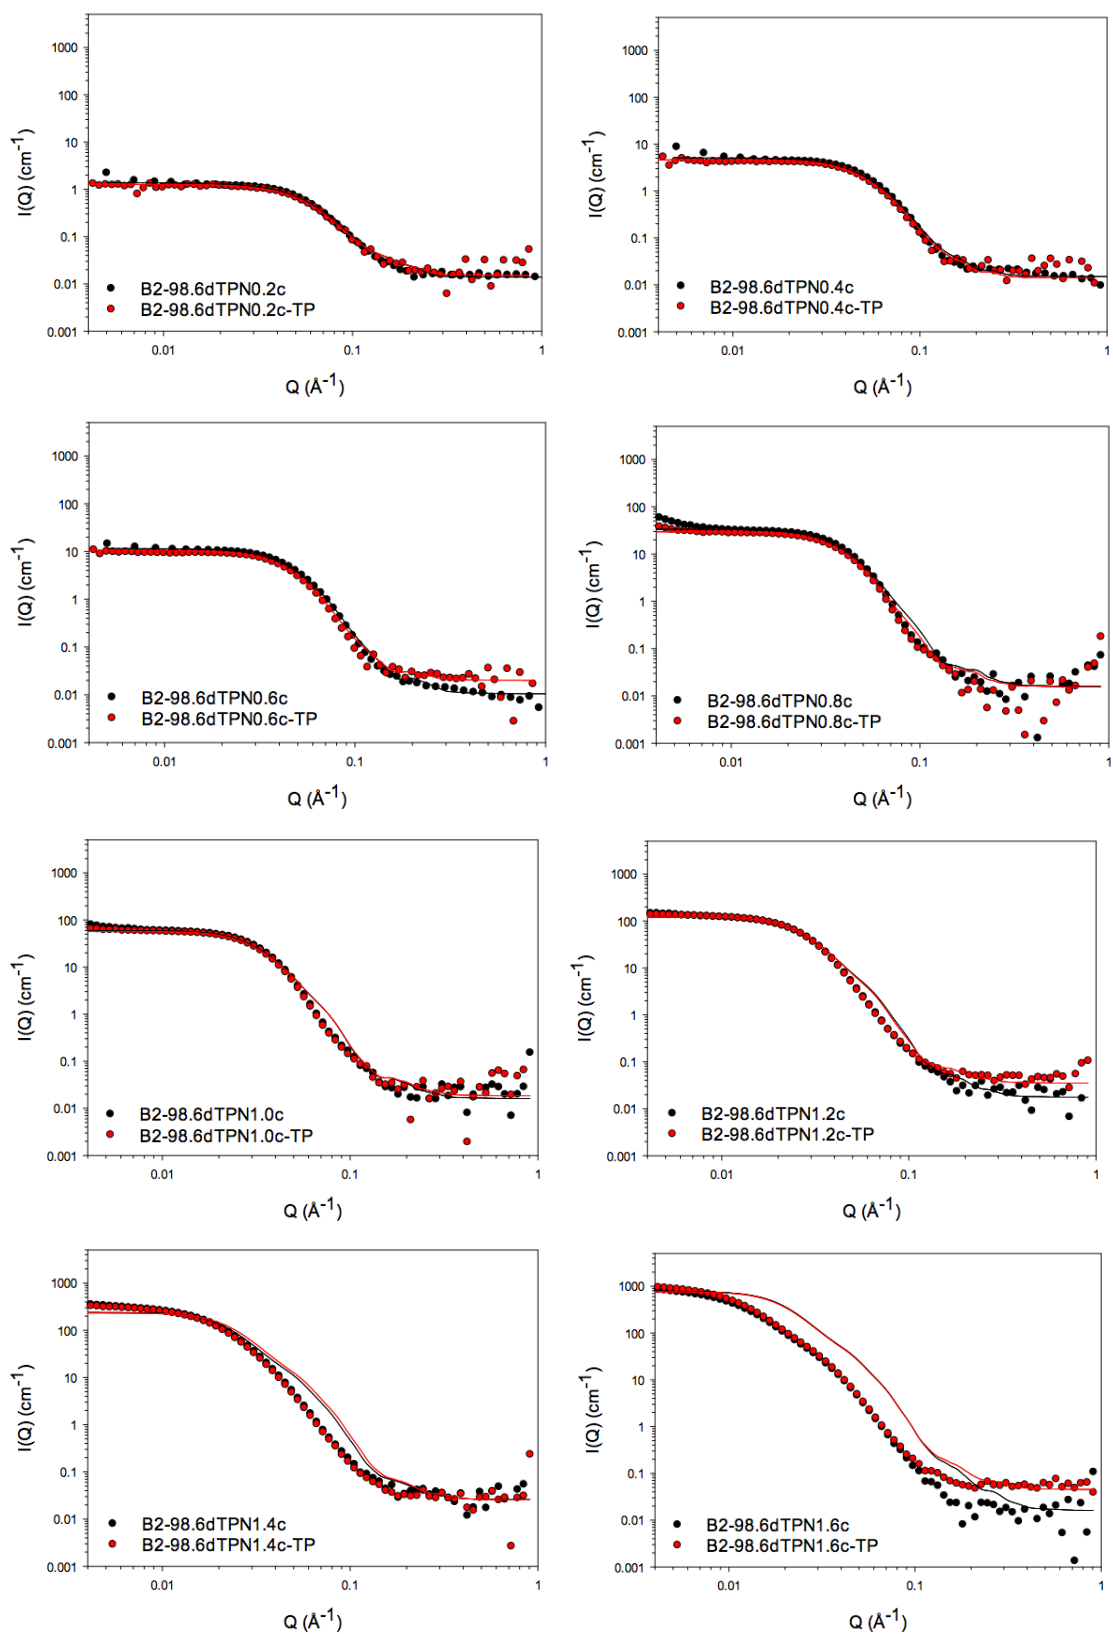 1000
100
10
1
0.1
0.01
0.001
I(Q) (cm-1)
B2-98.6dTPN0.2c
B2-98.6dTPN0.2c-TP
0.01 0.1 1
Q (Å-1)
1000
100
10
1
0.1
0.01
0.001
I(Q) (cm-1)
B2-98.6dTPN0.4c
B2-98.6dTPN0.4c-TP
0.01 0.1 1
Q (Å-1)
1000
100
10
1
0.1
0.01
0.001
I(Q) (cm-1)
B2-98.6dTPN0.6c
B2-98.6dTPN0.6c-TP
0.01 0.1 1
Q (Å-1)
1000
100
10
1
0.1
0.01
0.001
I(Q) (cm-1)
B2-98.6dTPN0.8c
B2-98.6dTPN0.8c-TP
0.01 0.1 1
Q (Å-1)
1000
100
10
1
0.1
0.01
0.001
I(Q) (cm-1)
B2-98.6dTPN1.0c
B2-98.6dTPN1.0c-TP
0.01 0.1 1
Q (Å-1)
1000
100
10
1
0.1
0.01
0.001
I(Q) (cm-1)
B2-98.6dTPN1.2c
B2-98.6dTPN1.2c-TP
0.01 0.1 1
Q (Å-1)
1000
100
10
1
0.1
0.01
0.001
I(Q) (cm-1)
B2-98.6dTPN1.4c
B2-98.6dTPN1.4c-TP
0.01 0.1 1
Q (Å-1)
1000
100
10
1
0.1
0.01
0.001
I(Q) (cm-1)
B2-98.6dTPN1.6c
B2-98.6dTPN1.6c-TP
0.01 0.1 1
Q (Å-1)